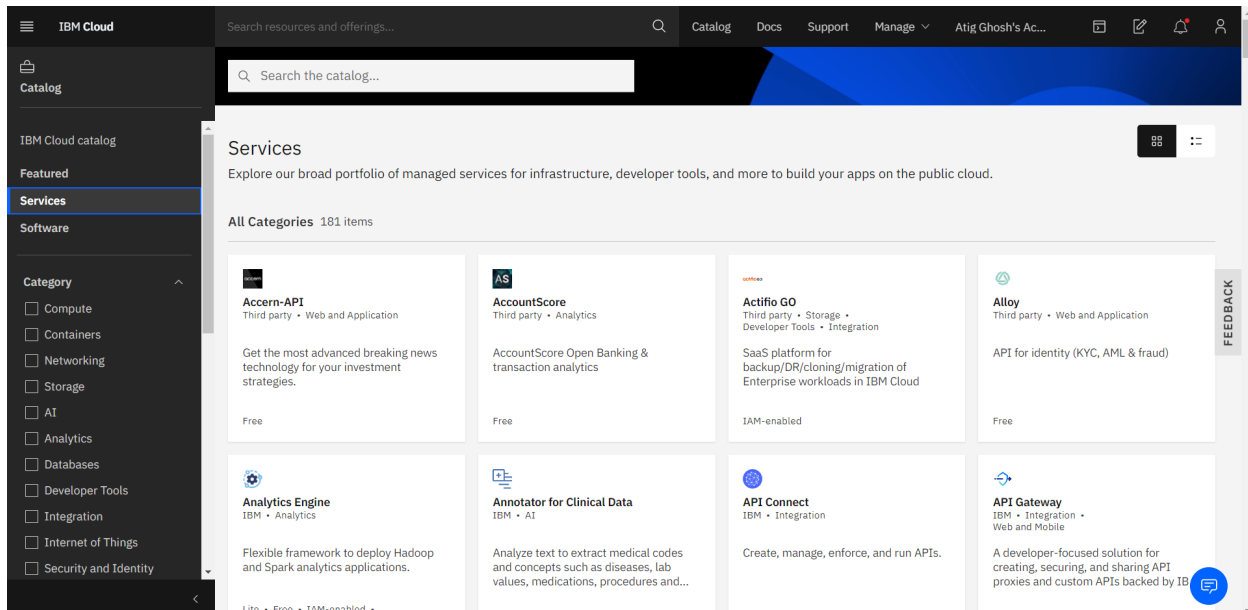 IBM Cloud
Search resources and offerings...
Catalog
Docs
Support
Manage
Atig Ghosh's Ac...
Catalog
Search the catalog...
IBM Cloud catalog
Featured
Services
Software
Category
Compute
Containers
Networking
Storage
AI
Analytics
Databases
Developer Tools
Integration
Internet of Things
Security and Identity
Services
Explore our broad portfolio of managed services for infrastructure, developer tools, and more to build your apps on the public cloud.
All Categories 181 items
accern
Accern-API
Third party • Web and Application
Get the most advanced breaking news
technology for your investment
strategies.
Free
AS
AccountScore
Third party • Analytics
AccountScore Open Banking &
transaction analytics
Free
actifio GO
Actifio GO
Third party • Storage •
Developer Tools • Integration
SaaS platform for
backup/DR/cloning/migration of
Enterprise workloads in IBM Cloud
IAM-enabled
Alloy
Third party • Web and Application
API for identity (KYC, AML & fraud)
Free
Analytics Engine
IBM • Analytics
Flexible framework to deploy Hadoop
and Spark analytics applications.
Lite • Free • IAM-enabled •
Annotator for Clinical Data
IBM • AI
Analyze text to extract medical codes
and concepts such as diseases, lab
values, medications, procedures and...
API Connect
IBM • Integration
Create, manage, enforce, and run APIs.
API Gateway
IBM • Integration •
Web and Mobile
A developer-focused solution for
creating, securing, and sharing API
proxies and custom APIs backed by IB
FEEDBACK